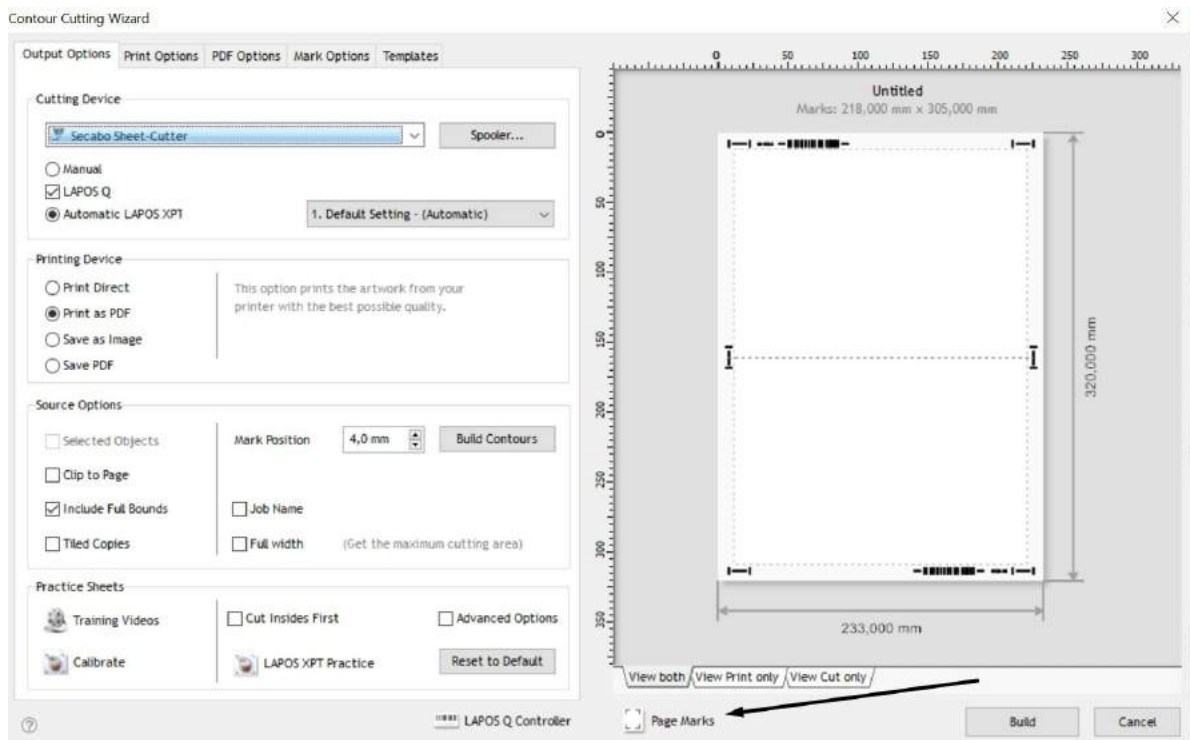 Contour Cutting Wizard
Output Options Print Options PDF Options Mark Options Templates
Cutting Device
Secabo Sheet-Cutter
Spooler...
Manual
LAPOS Q
Automatic LAPOS XPT
1. Default Setting - (Automatic)
Printing Device
Print Direct
Print as PDF
Save as Image
Save PDF
This option prints the artwork from your
printer with the best possible quality.
Source Options
Selected Objects
Mark Position
4,0 mm
Build Contours
Clip to Page
Include Full Bounds
Job Name
Tiled Copies
Full width
(Get the maximum cutting area)
Practice Sheets
Training Videos
Cut Insides First
Advanced Options
Calibrate
LAPOS XPT Practice
Reset to Default
LAPOS Q Controller
0 50 100 150 200 250 300
0
50
100
150
200
250
300
350
Untitled
Marks: 218,000 mm × 305,000 mm
320,000 mm
233,000 mm
View both View Print only View Cut only
Page Marks
Build
Cancel